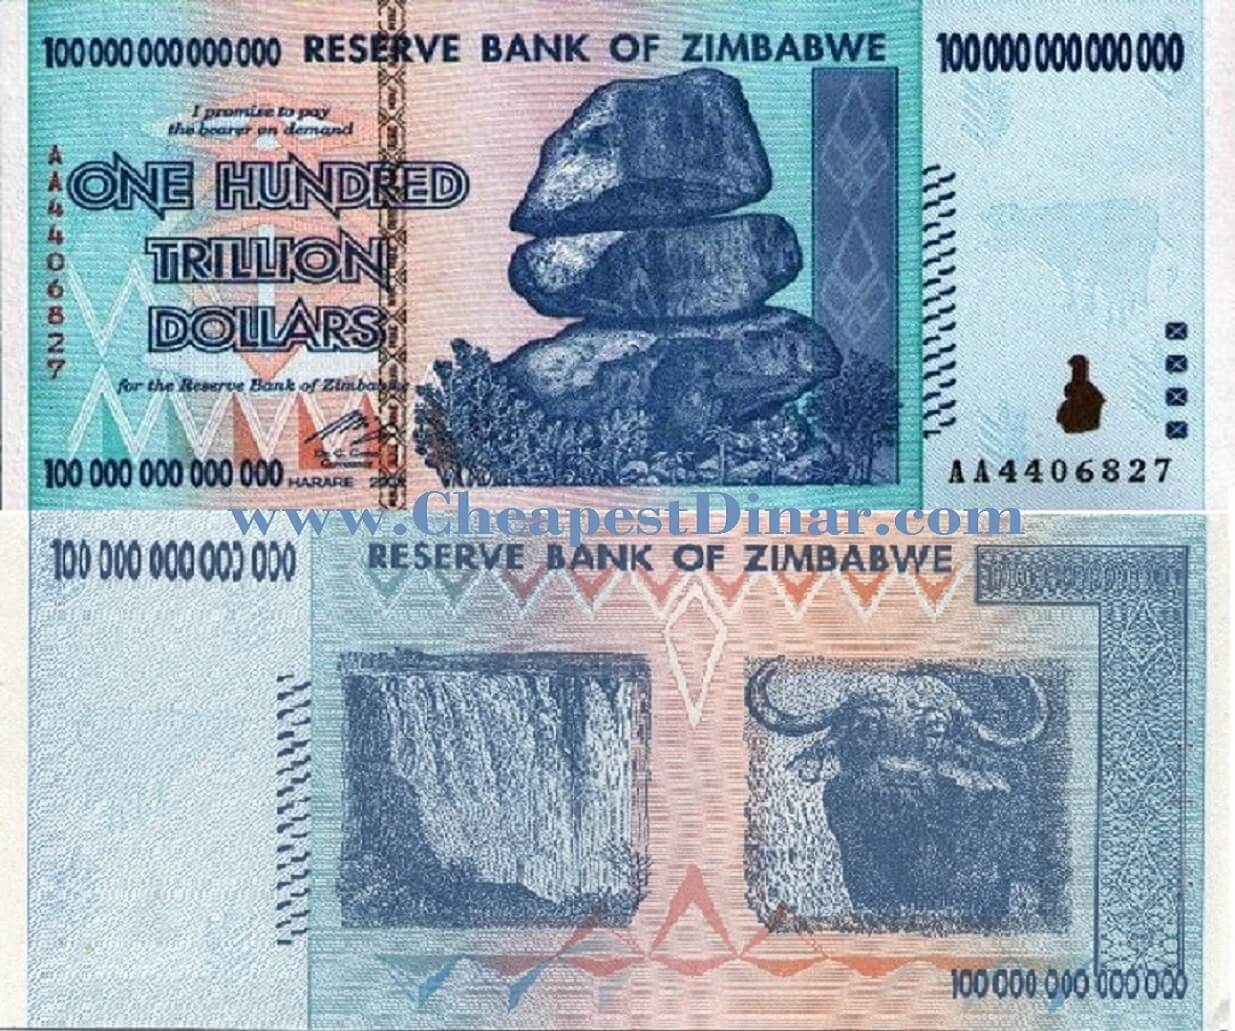 100 000 000 000 000 RESERVE BANK OF ZIMBABWE 100 000 000 000 000
I promise to pay
the bearer on demand
ONE HUNDRED
TRILLION
DOLLARS
for the Reserve Bank of Zimbabwe
AA4406827
Dr. G. Gono
Governor
100 000 000 000 000 HARARE 2008
AA4406827
www.CheapestDinar.com
100 000 000 000 000 RESERVE BANK OF ZIMBABWE
100 000 000 000 000